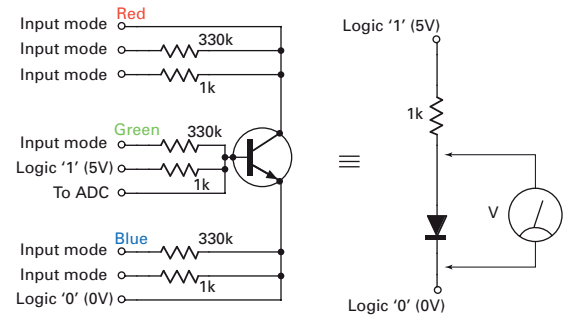 Red
Input mode
330k
Input mode
Input mode
1k
Green
330k
Input mode
Logic ‘1’ (5V)
1k
To ADC
Blue
330k
Input mode
Input mode
1k
Logic ‘0’ (0V)
≡
Logic ‘1’ (5V)
1k
V
Logic ‘0’ (0V)